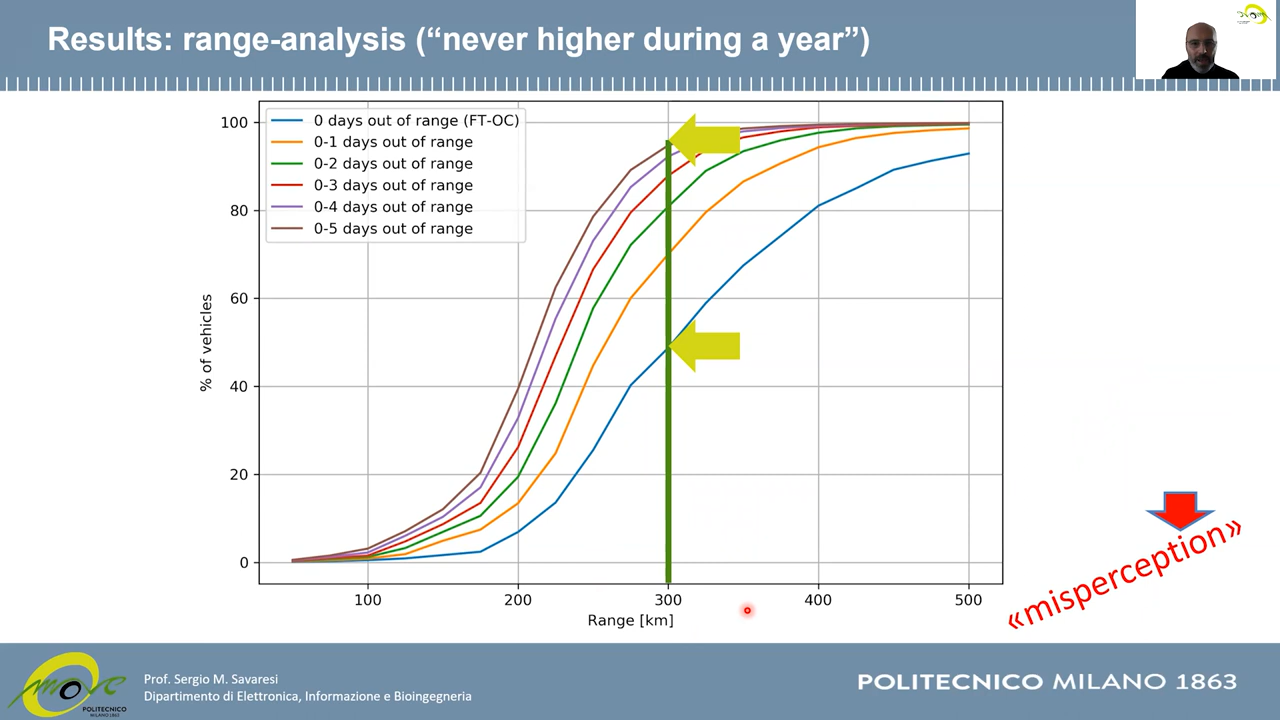 Results: range-analysis (“never higher during a year”)
100
80
60
40
20
0
% of vehicles
0 days out of range (FT-OC)
0-1 days out of range
0-2 days out of range
0-3 days out of range
0-4 days out of range
0-5 days out of range
100
200
300
400
500
Range [km]
«misperception»
move
POLITECNICO
MILANO 1863
Prof. Sergio M. Savaresi
Dipartimento di Elettronica, Informazione e Bioingegneria
POLITECNICO MILANO 1863